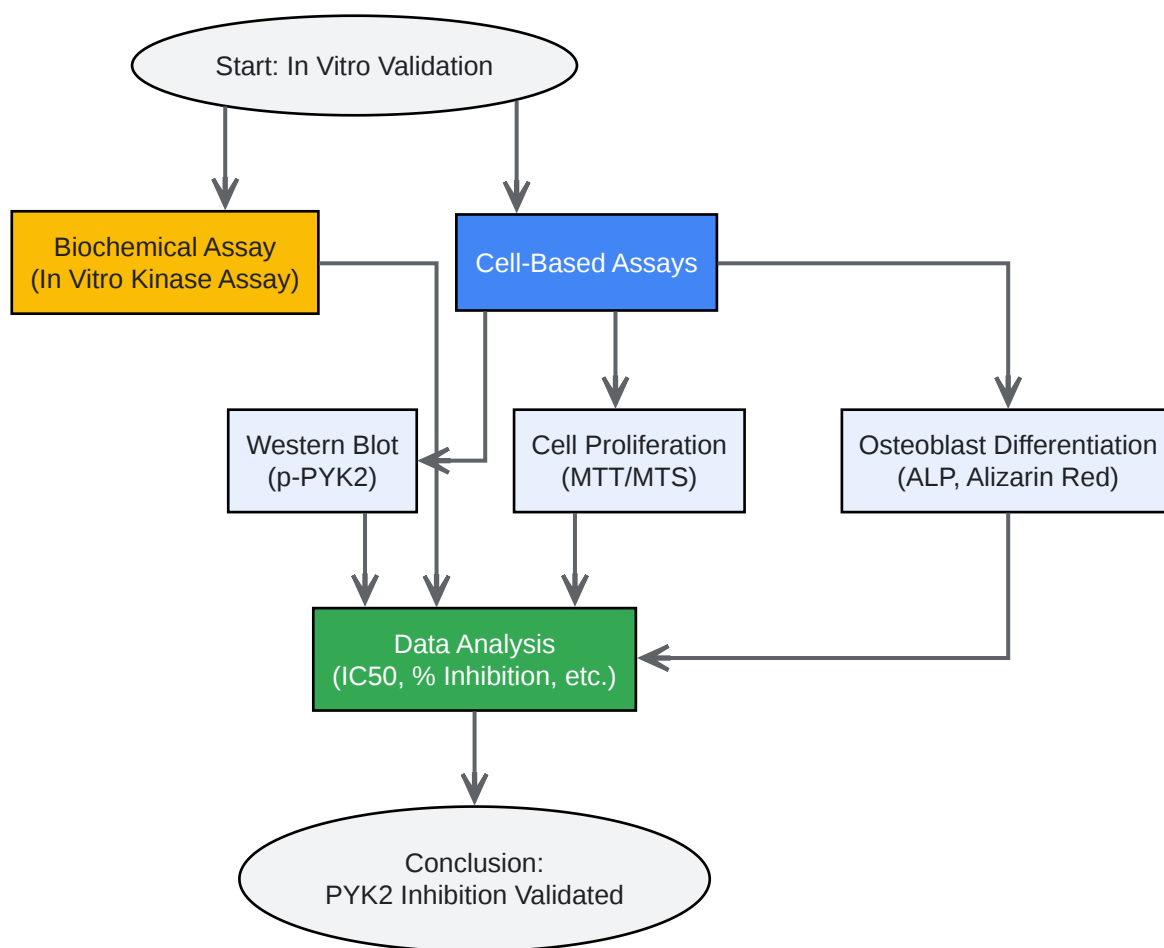 Start: In Vitro Validation
Biochemical Assay
(In Vitro Kinase Assay)
Cell-Based Assays
Western Blot
(p-PYK2)
Cell Proliferation
(MTT/MTS)
Osteoblast Differentiation
(ALP, Alizarin Red)
Data Analysis
(IC50, % Inhibition, etc.)
Conclusion:
PYK2 Inhibition Validated